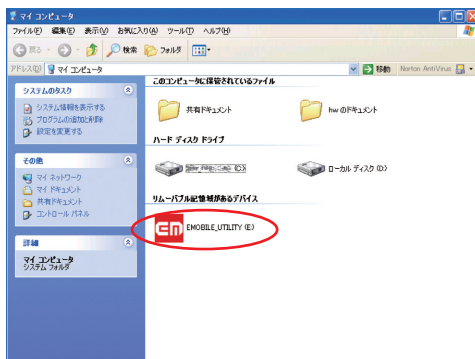 マイ コンピュータ
ファイル(F) 編集(E) 表示(V) お気に入り(A) ツール(T) ヘルプ(H)
戻る 検索 フォルダ
アドレス(D) マイ コンピュータ 移動 Norton AntiVirus
システムのタスク
システム情報を表示する
プログラムの追加と削除
設定を変更する
その他
マイ ネットワーク
マイ ドキュメント
共有ドキュメント
コントロール パネル
詳細
マイ コンピュータ
システム フォルダ
このコンピュータに保管されているファイル
共有ドキュメント hw のドキュメント
ハード ディスク ドライブ
(C:) ローカル ディスク (D:)
リムーバブル記憶域があるデバイス
em EMOBILE_UTILITY (E:)